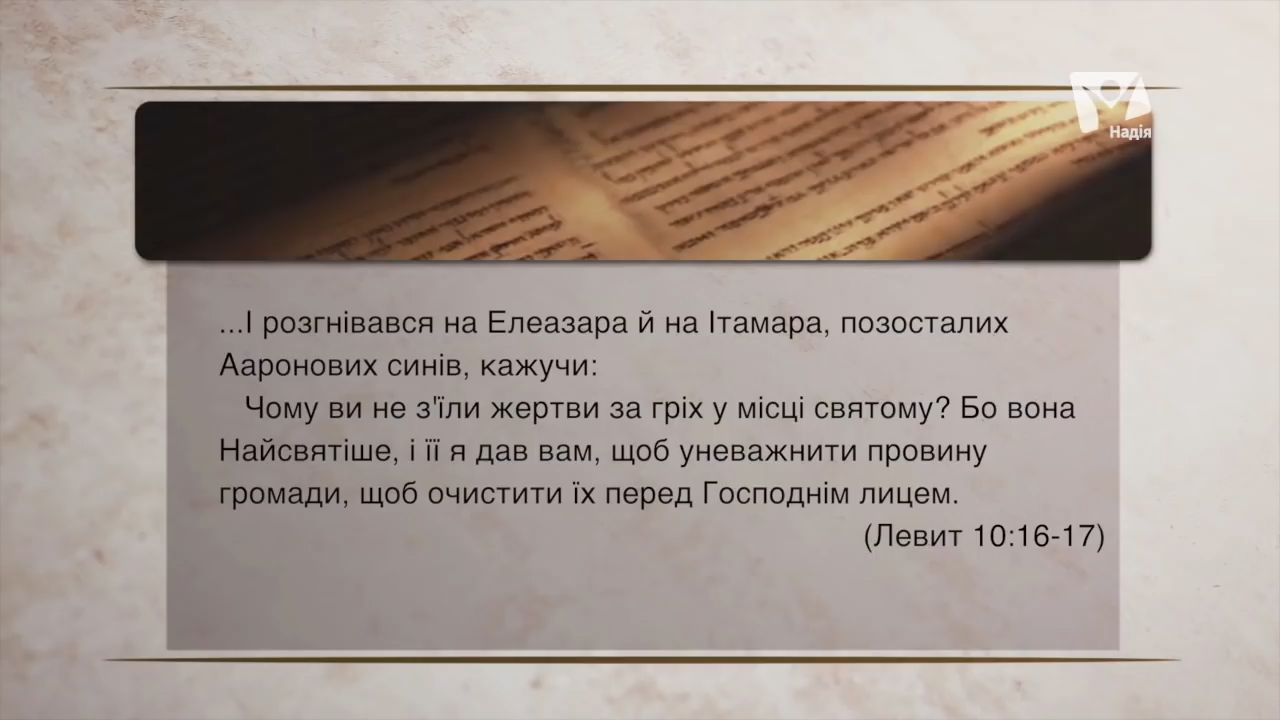 Надія
...І розгнівався на Елеазара й на Ітамара, позосталих
Ааронових синів, кажучи:
Чому ви не з'їли жертви за гріх у місці святому? Бо вона
Найсвятіше, і її я дав вам, щоб уневажнити провину
громади, щоб очистити їх перед Господнім лицем.
(Левит 10:16-17)